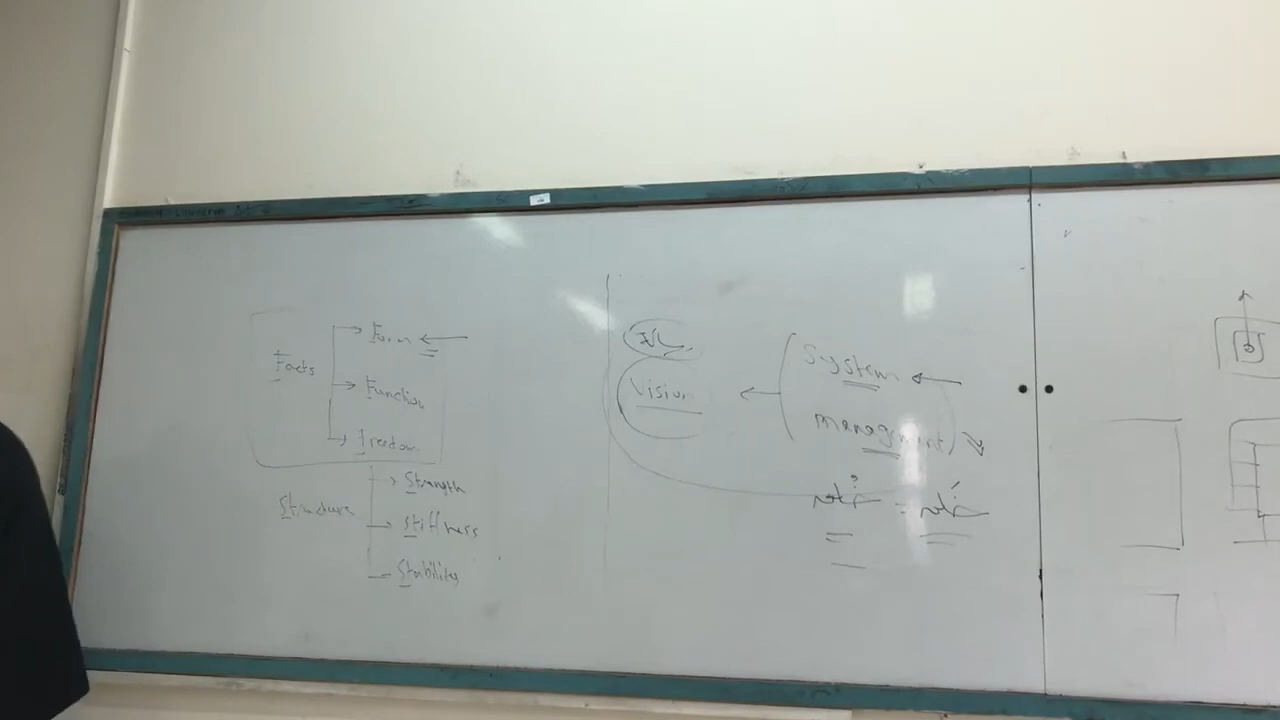 Facts
Form
Function
Freedom
Structure
Strength
Stiffness
Stability
Vision
System
management